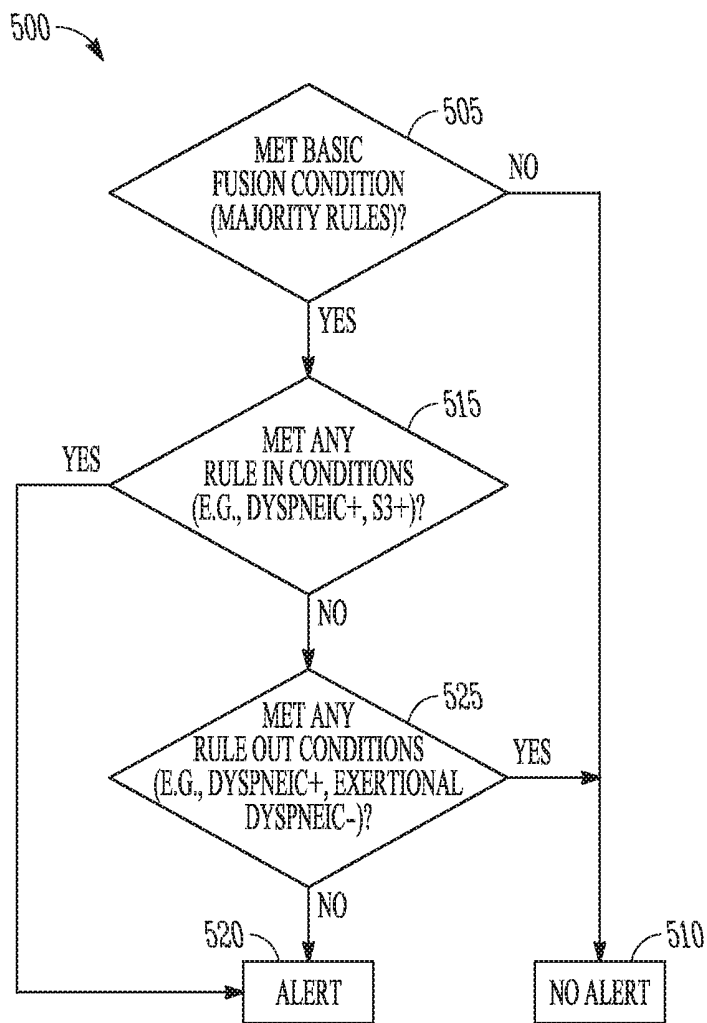 500
505
MET BASIC
FUSION CONDITION
(MAJORITY RULES)?
NO
YES
515
MET ANY
RULE IN CONDITIONS
(E.G., DYSPNEIC+, S3+)?
YES
NO
525
MET ANY
RULE OUT CONDITIONS
(E.G., DYSPNEIC+, EXERTIONAL
DYSPNEIC-)?
YES
NO
520
ALERT
510
NO ALERT